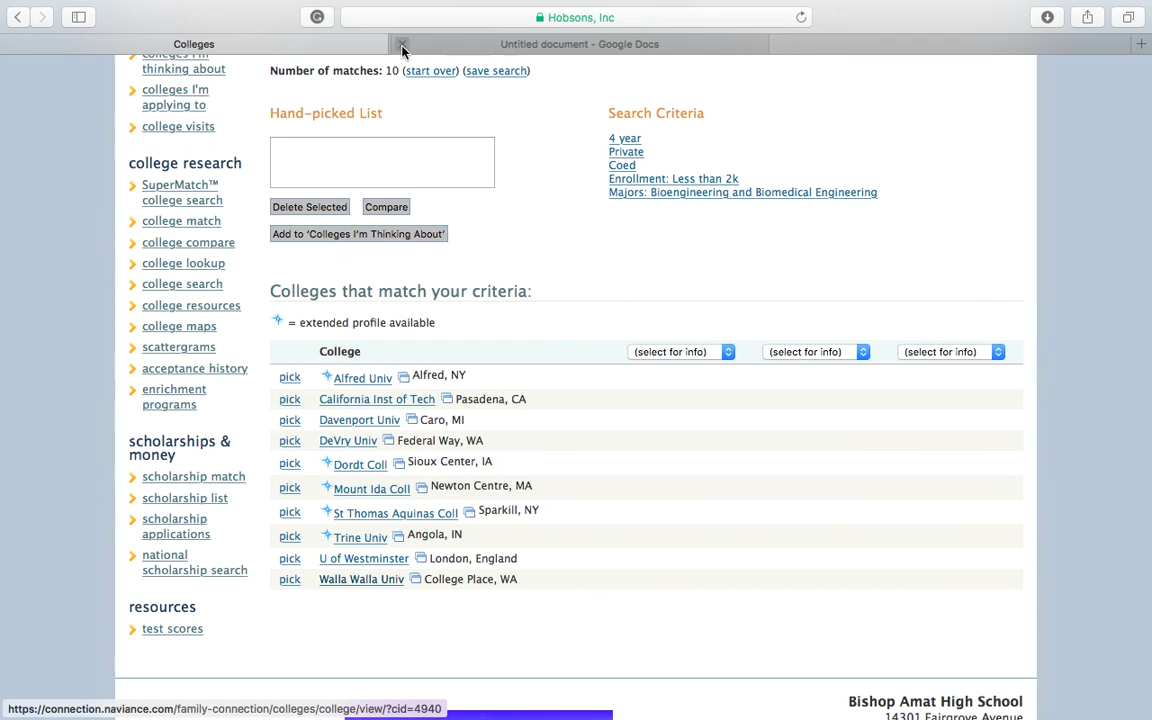 Hobsons, Inc
Colleges
Untitled document - Google Docs
colleges I'm
thinking about
colleges I'm
applying to
college visits
college research
SuperMatch™
college search
college match
college compare
college lookup
college search
college resources
college maps
scattergrams
acceptance history
enrichment
programs
scholarships &
money
scholarship match
scholarship list
scholarship
applications
national
scholarship search
resources
test scores
Number of matches: 10 (start over) (save search)
Hand-picked List
Delete Selected Compare
Add to 'Colleges I'm Thinking About'
Search Criteria
4 year
Private
Coed
Enrollment: Less than 2k
Majors: Bioengineering and Biomedical Engineering
Colleges that match your criteria:
= extended profile available
College (select for info) (select for info) (select for info)
pick Alfred Univ Alfred, NY
pick California Inst of Tech Pasadena, CA
pick Davenport Univ Caro, MI
pick DeVry Univ Federal Way, WA
pick Dordt Coll Sioux Center, IA
pick Mount Ida Coll Newton Centre, MA
pick St Thomas Aquinas Coll Sparkill, NY
pick Trine Univ Angola, IN
pick U of Westminster London, England
pick Walla Walla Univ College Place, WA
Bishop Amat High School
14301 Fairgrove Avenue
https://connection.naviance.com/family-connection/colleges/college/view/?cid=4940